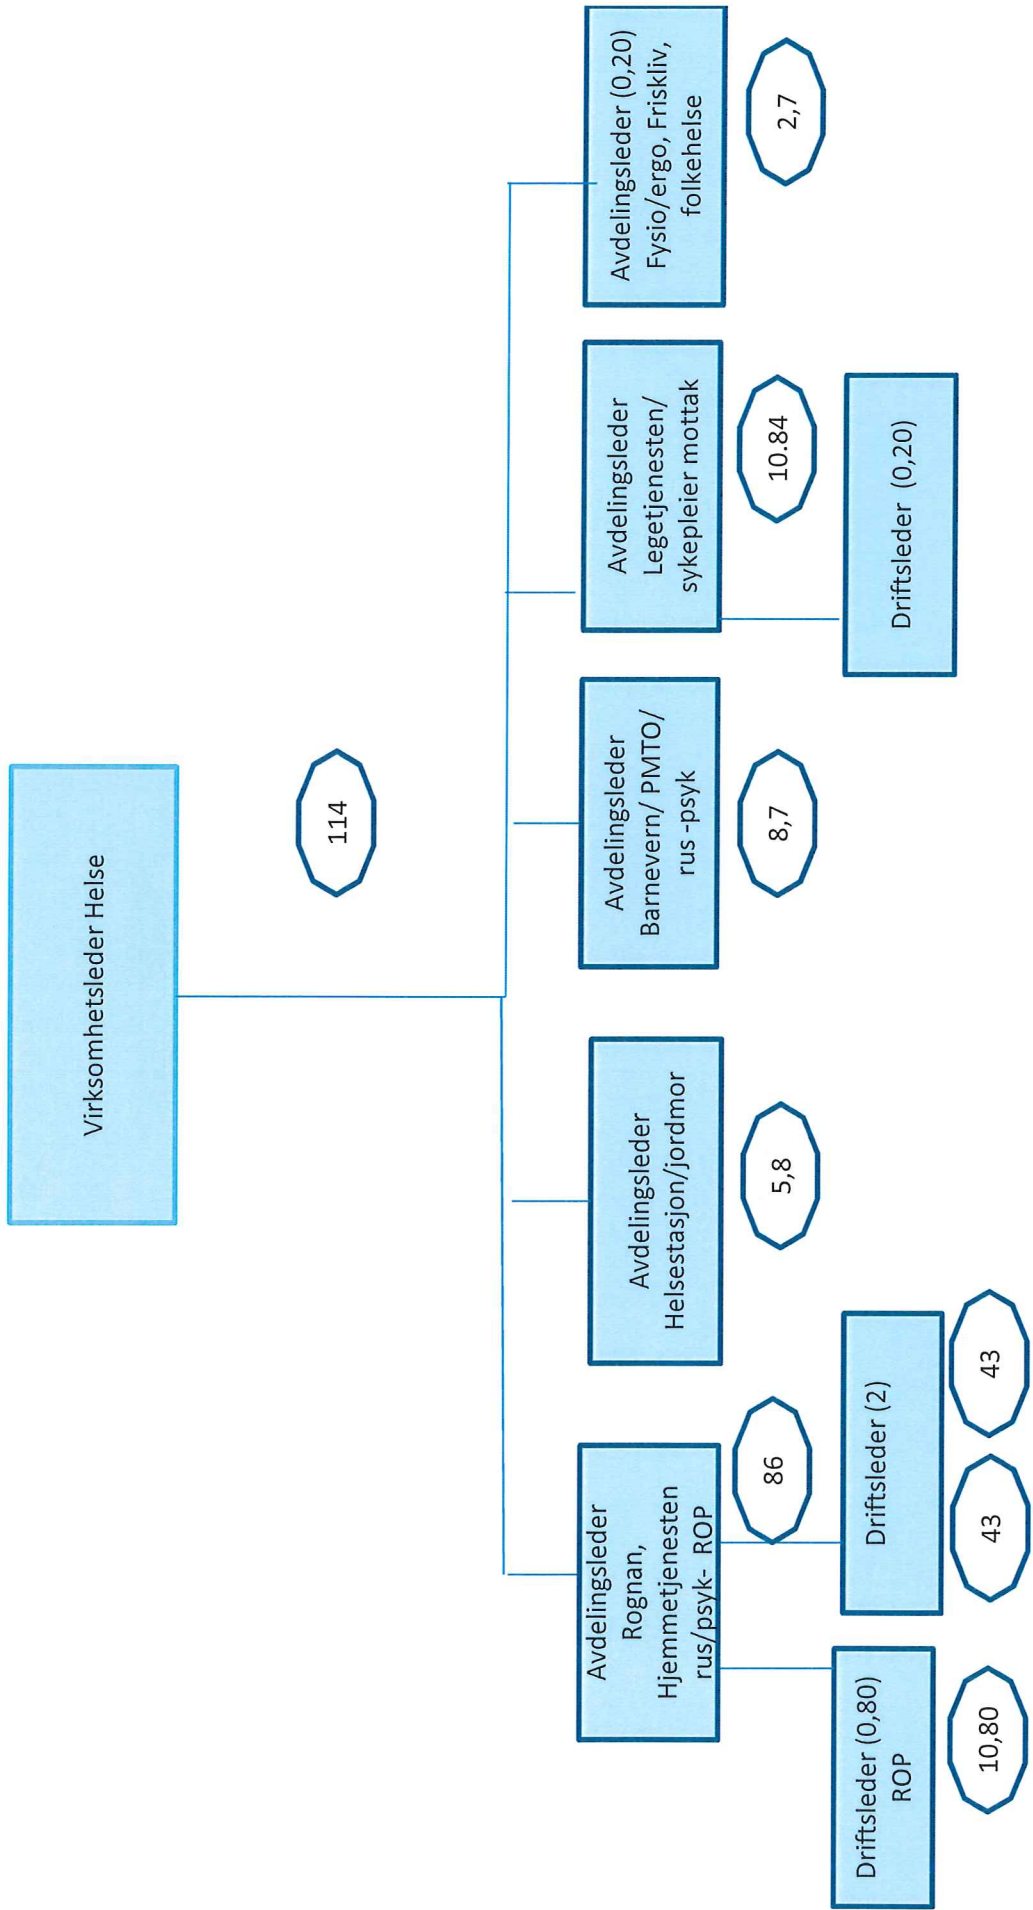 Virksomhetsleder Helse
114
Avdelingsleder
Rognan,
Hjemmetjenesten
rus/psyk- ROP
86
Avdelingsleder
Helsestasjon/jordmor
5,8
Avdelingsleder
Barnevern/ PMTO/
rus -psyk
8,7
Avdelingsleder
Legetjenesten/
sykepleier mottak
10.84
Avdelingsleder (0,20)
Fysio/ergo, Friskliv,
folkehelse
2,7
Driftsleder (0,80)
ROP
10,80
Driftsleder (2)
43
43
Driftsleder (0,20)